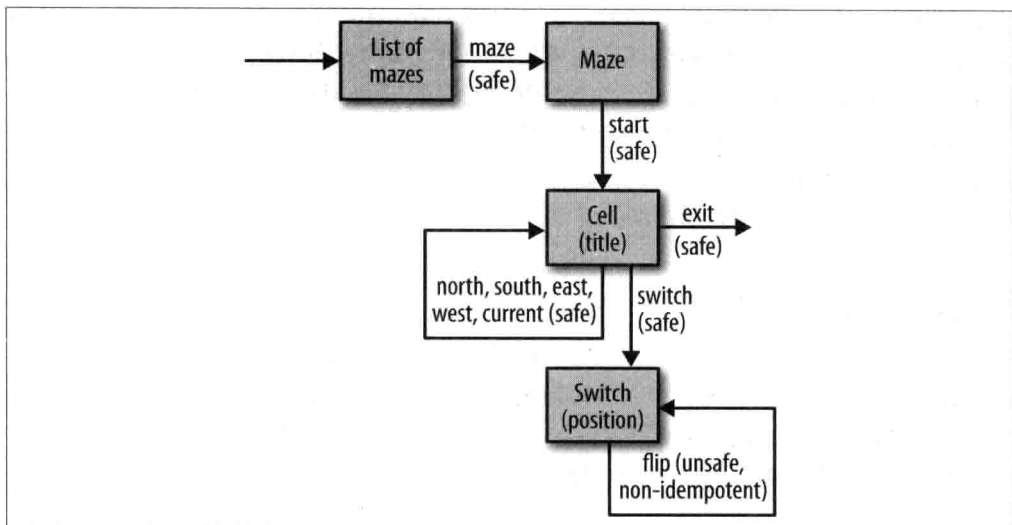 List of
mazes
maze
(safe)
Maze
start
(safe)
Cell
(title)
exit
(safe)
north, south, east,
west, current (safe)
switch
(safe)
Switch
(position)
flip (unsafe,
non-idempotent)